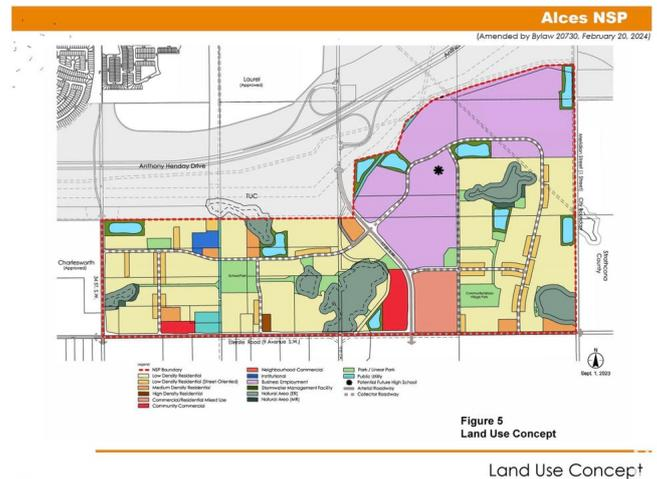 Alces NSP
(Amended by Bylaw 20730, February 20, 2024)
Laurel
(Approved)
Anthony Henday Drive
TUC
Charlesworth
(Approved)
34 ST. S.W.
Meridian Street (1 Street)
City Boundary
Strathcona
County
School/Park
Ellerslie Road (9 Avenue S.W.)
N
Sept. 1, 2023
Legend
NSP Boundary
Low Density Residential
Low Density Residential (Street Oriented)
Medium Density Residential
High Density Residential
Commercial/Residential Mixed Use
Community Commercial
Neighbourhood Commercial
Institutional
Business Employment
Stormwater Management Facility
Natural Area (ER)
Natural Area (MR)
Park / Linear Park
Public Utility
Potential Future High School
Arterial Roadway
Collector Roadway
Figure 5
Land Use Concept
Land Use Concept